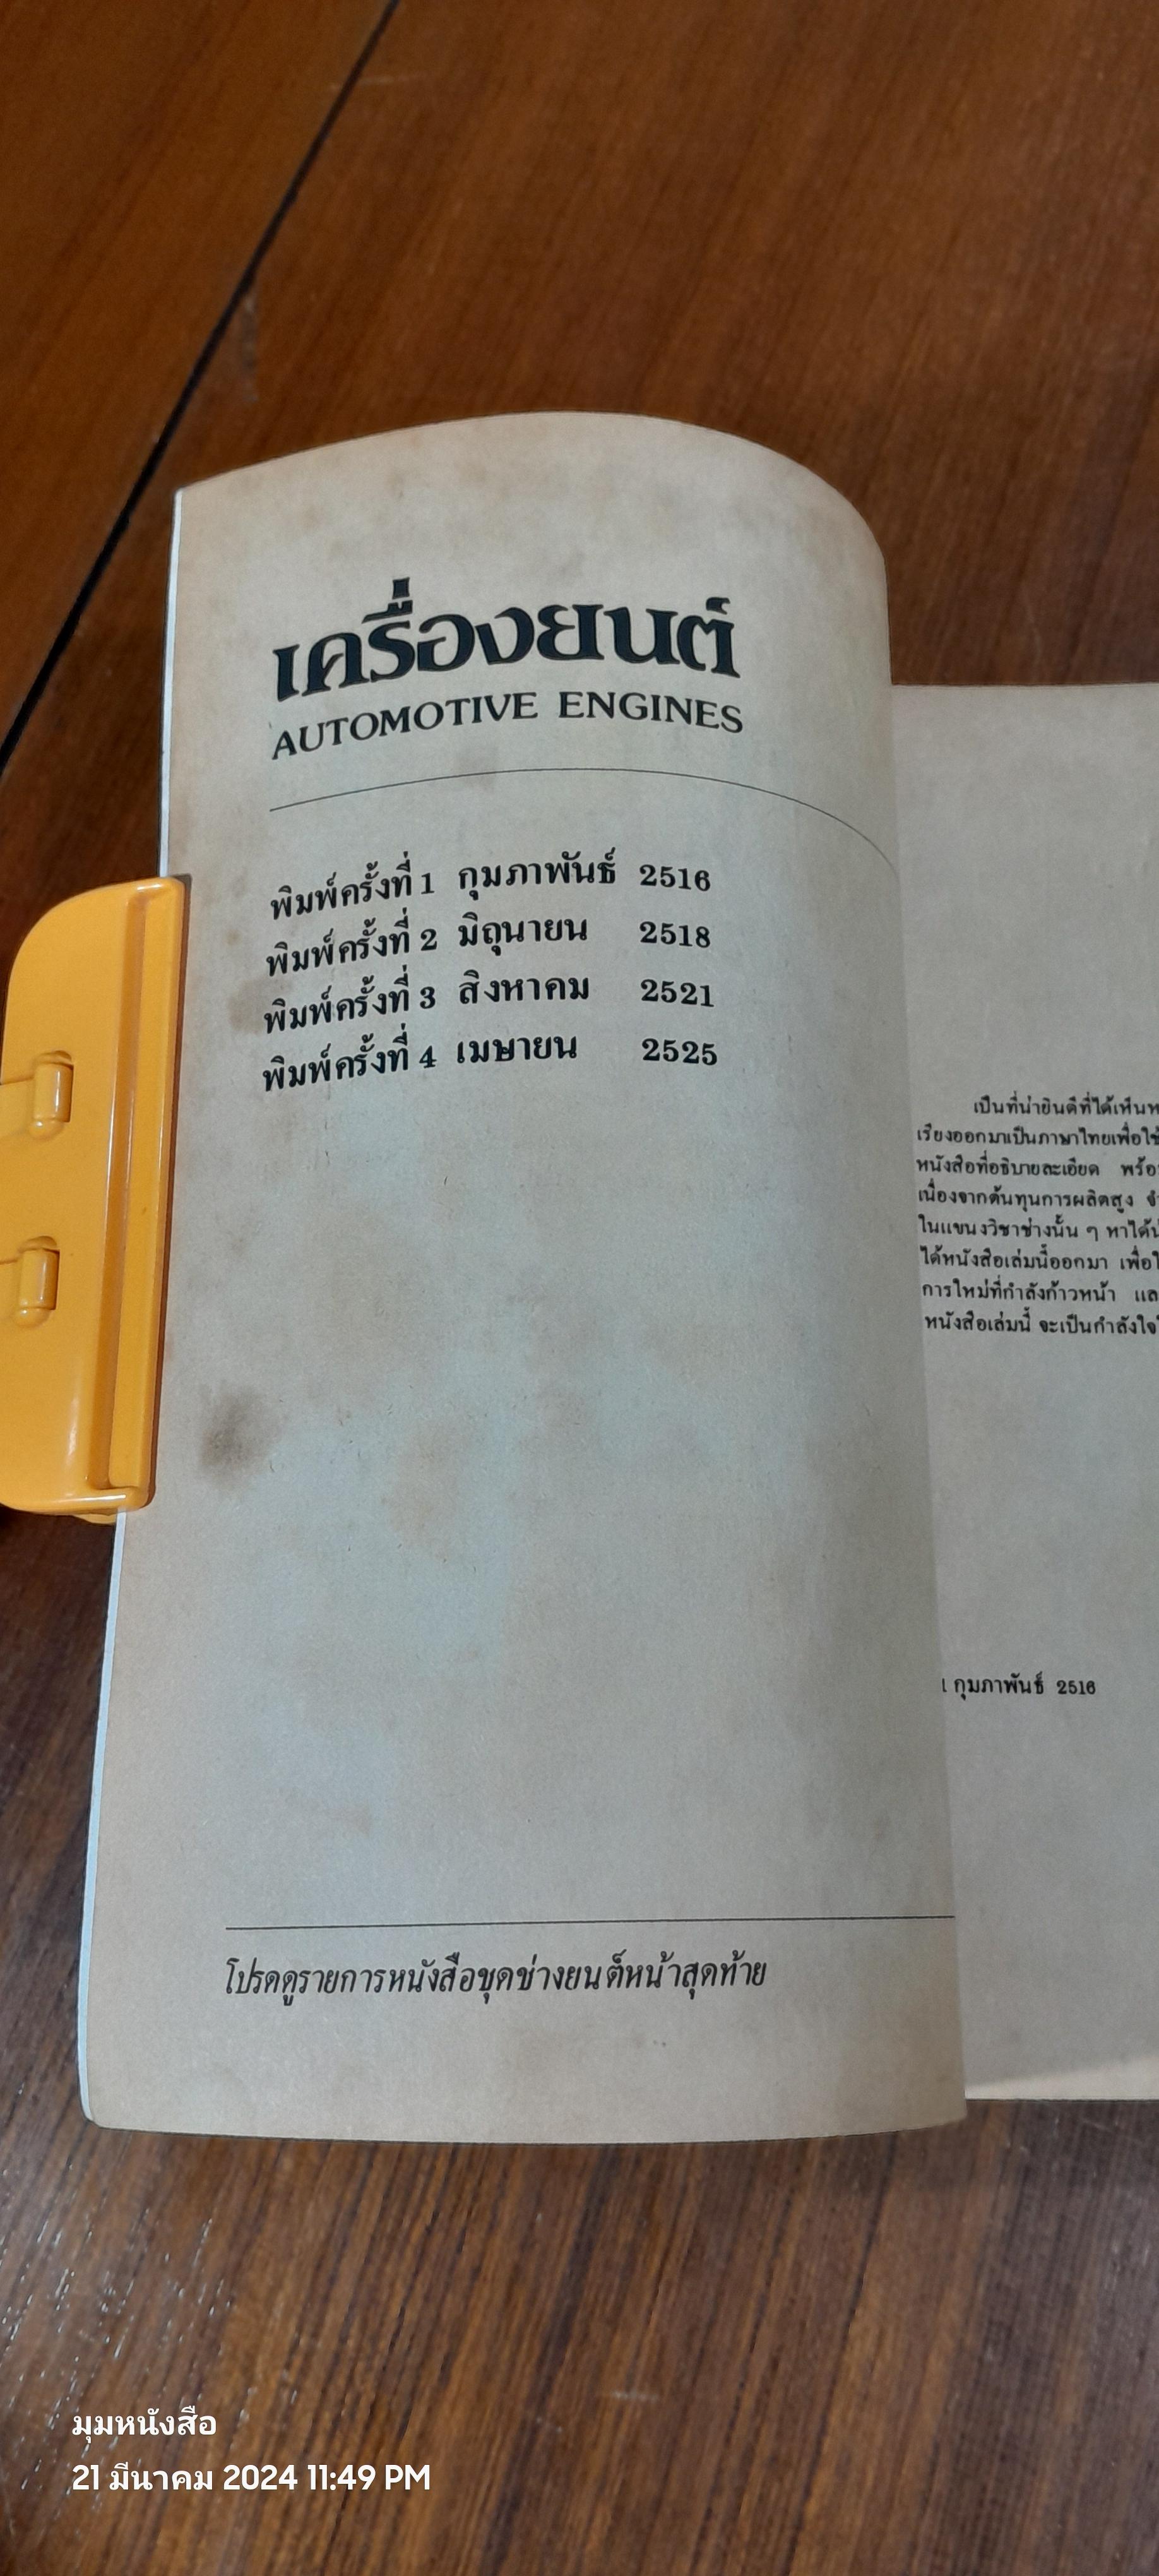 เครื่องยนต์
AUTOMOTIVE ENGINES
พิมพ์ครั้งที่ 1 กุมภาพันธ์ 2516
พิมพ์ครั้งที่ 2 มิถุนายน 2518
พิมพ์ครั้งที่ 3 สิงหาคม 2521
พิมพ์ครั้งที่ 4 เมษายน 2525
โปรดดูรายการหนังสือชุดช่างยนต์หน้าสุดท้าย
เป็นที่น่ายินดีที่ได้เห็น
เรียงออกมาเป็นภาษาไทยเพื่อใช้
หนังสือที่อธิบายละเอียด
เนื่องจากต้นทุนการผลิตสูง
ในแขนงวิชาช่างนั้น ๆ หาได้
ได้หนังสือเล่มนี้ออกมา
การใหม่ที่กำลังก้าวหน้า
หนังสือเล่มนี้ จะเป็นกำลังใจ
1 กุมภาพันธ์ 2516
มุมหนังสือ
21 มีนาคม 2024 11:49 PM